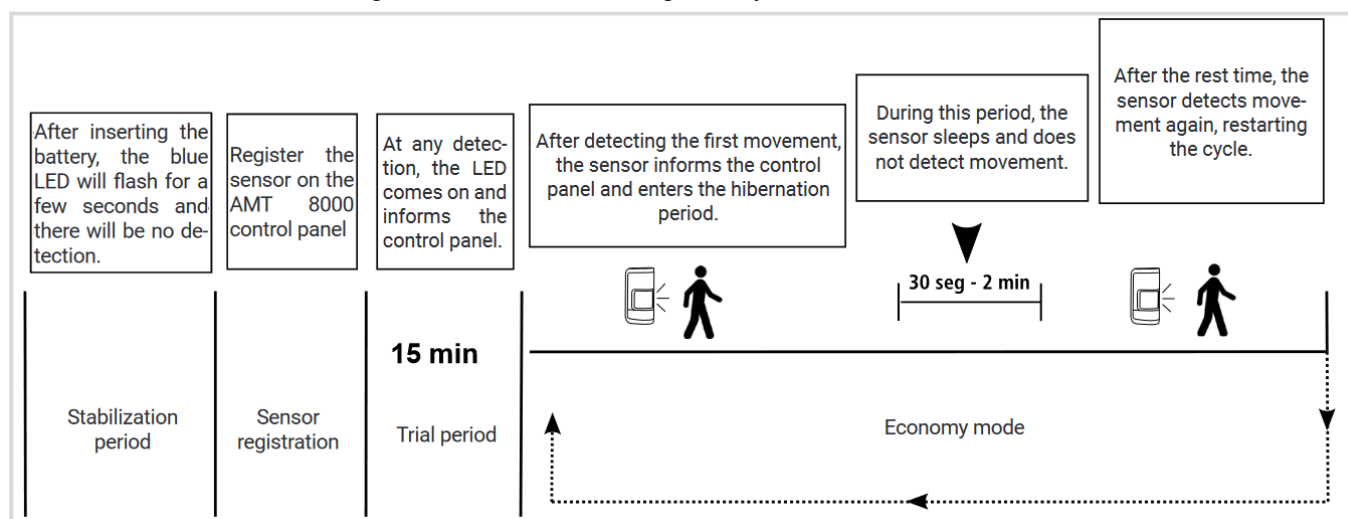 After inserting the
battery, the blue
LED will flash for a
few seconds and
there will be no de-
tection.
Register the
sensor on the
AMT 8000
control panel
At any detec-
tion, the LED
comes on and
informs the
control panel.
After detecting the first movement,
the sensor informs the control
panel and enters the hibernation
period.
During this period, the
sensor sleeps and does
not detect movement.
After the rest time, the
sensor detects move-
ment again, restarting
the cycle.
30 seg - 2 min
15 min
Stabilization
period
Sensor
registration
Trial period
Economy mode